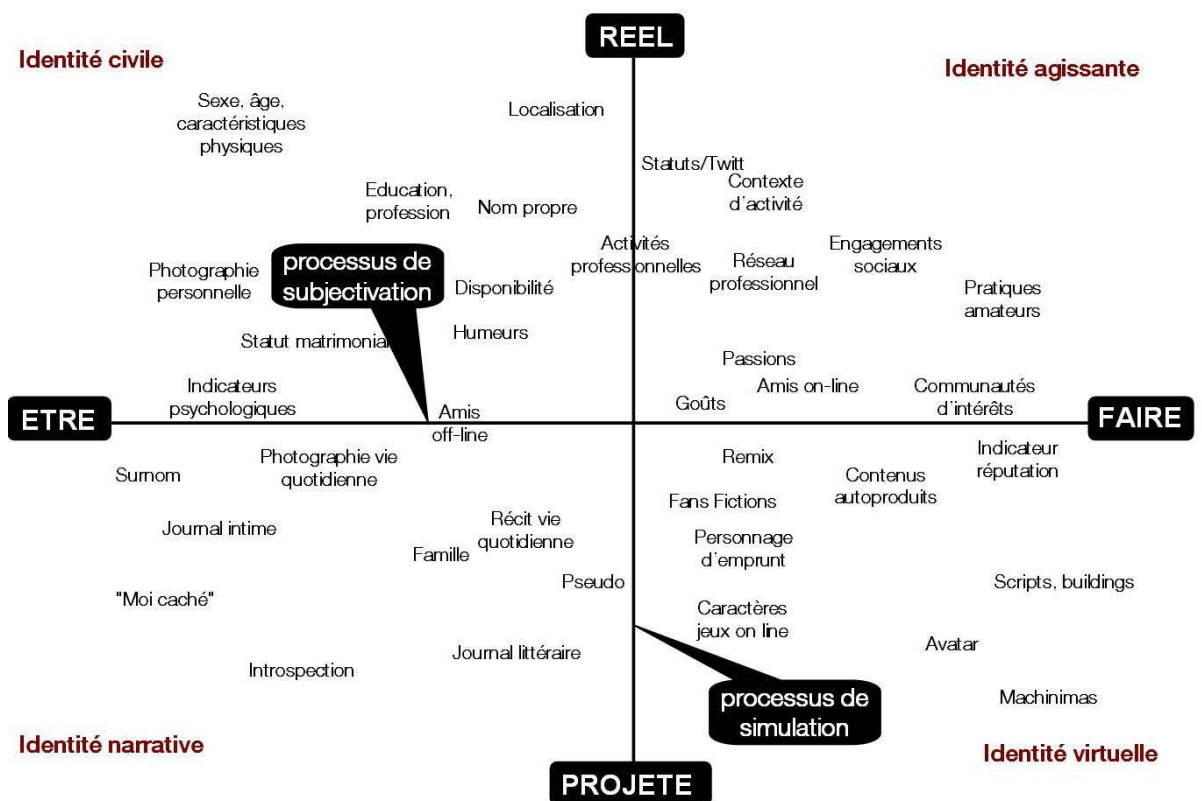 REEL
Identité civile
Identité agissante
Sexe, âge,
caractéristiques
physiques
Localisation
Statuts/Twitt
Contexte
d'activité
Education,
profession
Nom propre
Activités
professionnelles
Réseau
professionnel
Engagements
sociaux
processus de
subjectivation
Photographie
personnelle
Disponibilité
Pratiques
amateurs
Statut matrimonial
Humeurs
Passions
Indicateurs
psychologiques
Amis on-line
Communautés
d'intérêts
Goûts
ETRE
Amis
off-line
FAIRE
Surnom
Photographie vie
quotidienne
Remix
Contenus
autoproduits
Indicateur
réputation
Fans Fictions
Journal intime
Récit vie
quotidienne
Famille
Personnage
d'emprunt
Pseudo
Scripts, buildings
"Moi caché"
Caractères
jeux on line
Journal littéraire
Avatar
Introspection
processus de
simulation
Machinimas
Identité narrative
Identité virtuelle
PROJETE